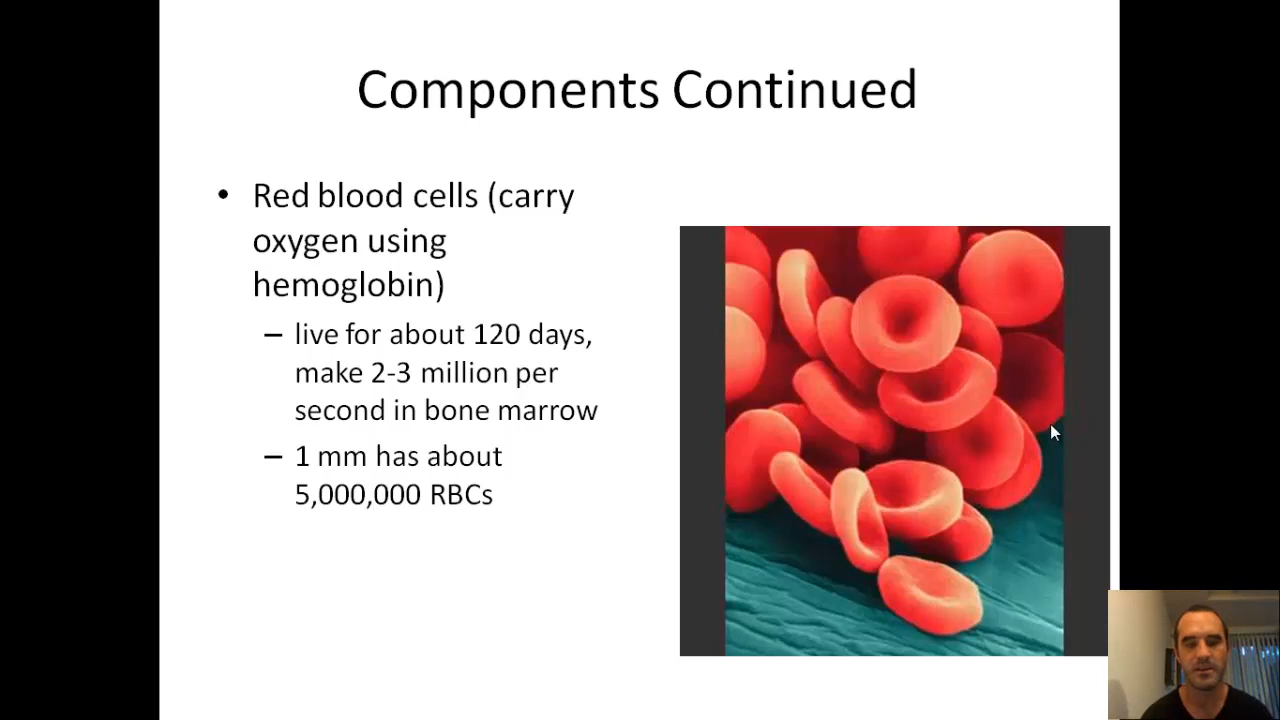 Components Continued
• Red blood cells (carry
oxygen using
hemoglobin)
– live for about 120 days,
make 2-3 million per
second in bone marrow
– 1 mm has about
5,000,000 RBCs